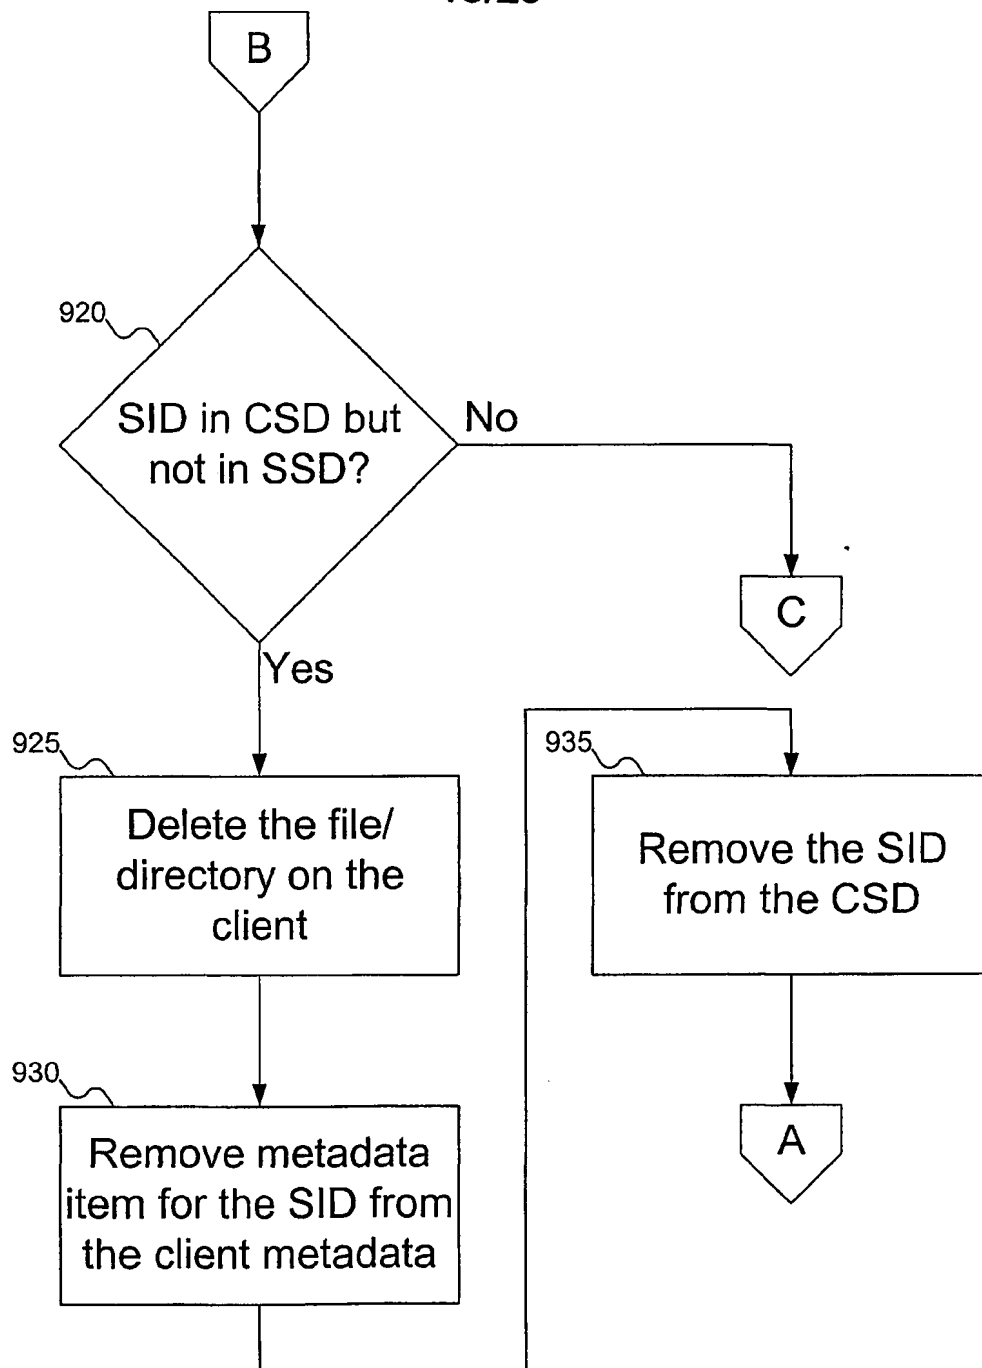 B
920
SID in CSD but
not in SSD?
No
C
Yes
925
Delete the file/
directory on the
client
935
Remove the SID
from the CSD
930
Remove metadata
item for the SID from
the client metadata
A